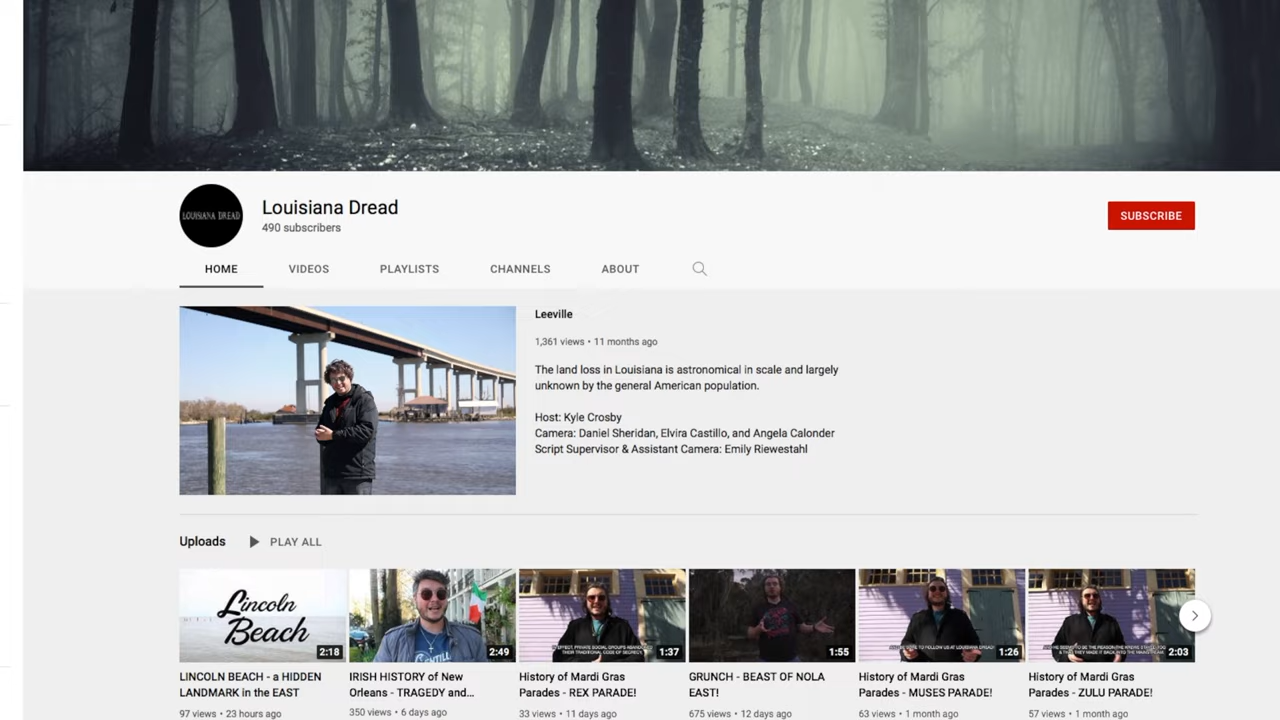 LOUISIANA DREAD
Louisiana Dread
490 subscribers
SUBSCRIBE
HOME
VIDEOS
PLAYLISTS
CHANNELS
ABOUT
Leeville
1,361 views • 11 months ago
The land loss in Louisiana is astronomical in scale and largely
unknown by the general American population.
Host: Kyle Crosby
Camera: Daniel Sheridan, Elvira Castillo, and Angela Calonder
Script Supervisor & Assistant Camera: Emily Riewestahl
Uploads
PLAY ALL
Lincoln
Beach
2:18
2:49
1:37
1:55
1:26
2:03
LINCOLN BEACH - a HIDDEN
LANDMARK in the EAST
97 views • 23 hours ago
IRISH HISTORY of New
Orleans - TRAGEDY and...
350 views • 6 days ago
History of Mardi Gras
Parades - REX PARADE!
33 views • 11 days ago
GRUNCH - BEAST OF NOLA
EAST!
675 views • 12 days ago
History of Mardi Gras
Parades - MUSES PARADE!
63 views • 1 month ago
History of Mardi Gras
Parades - ZULU PARADE!
57 views • 1 month ago